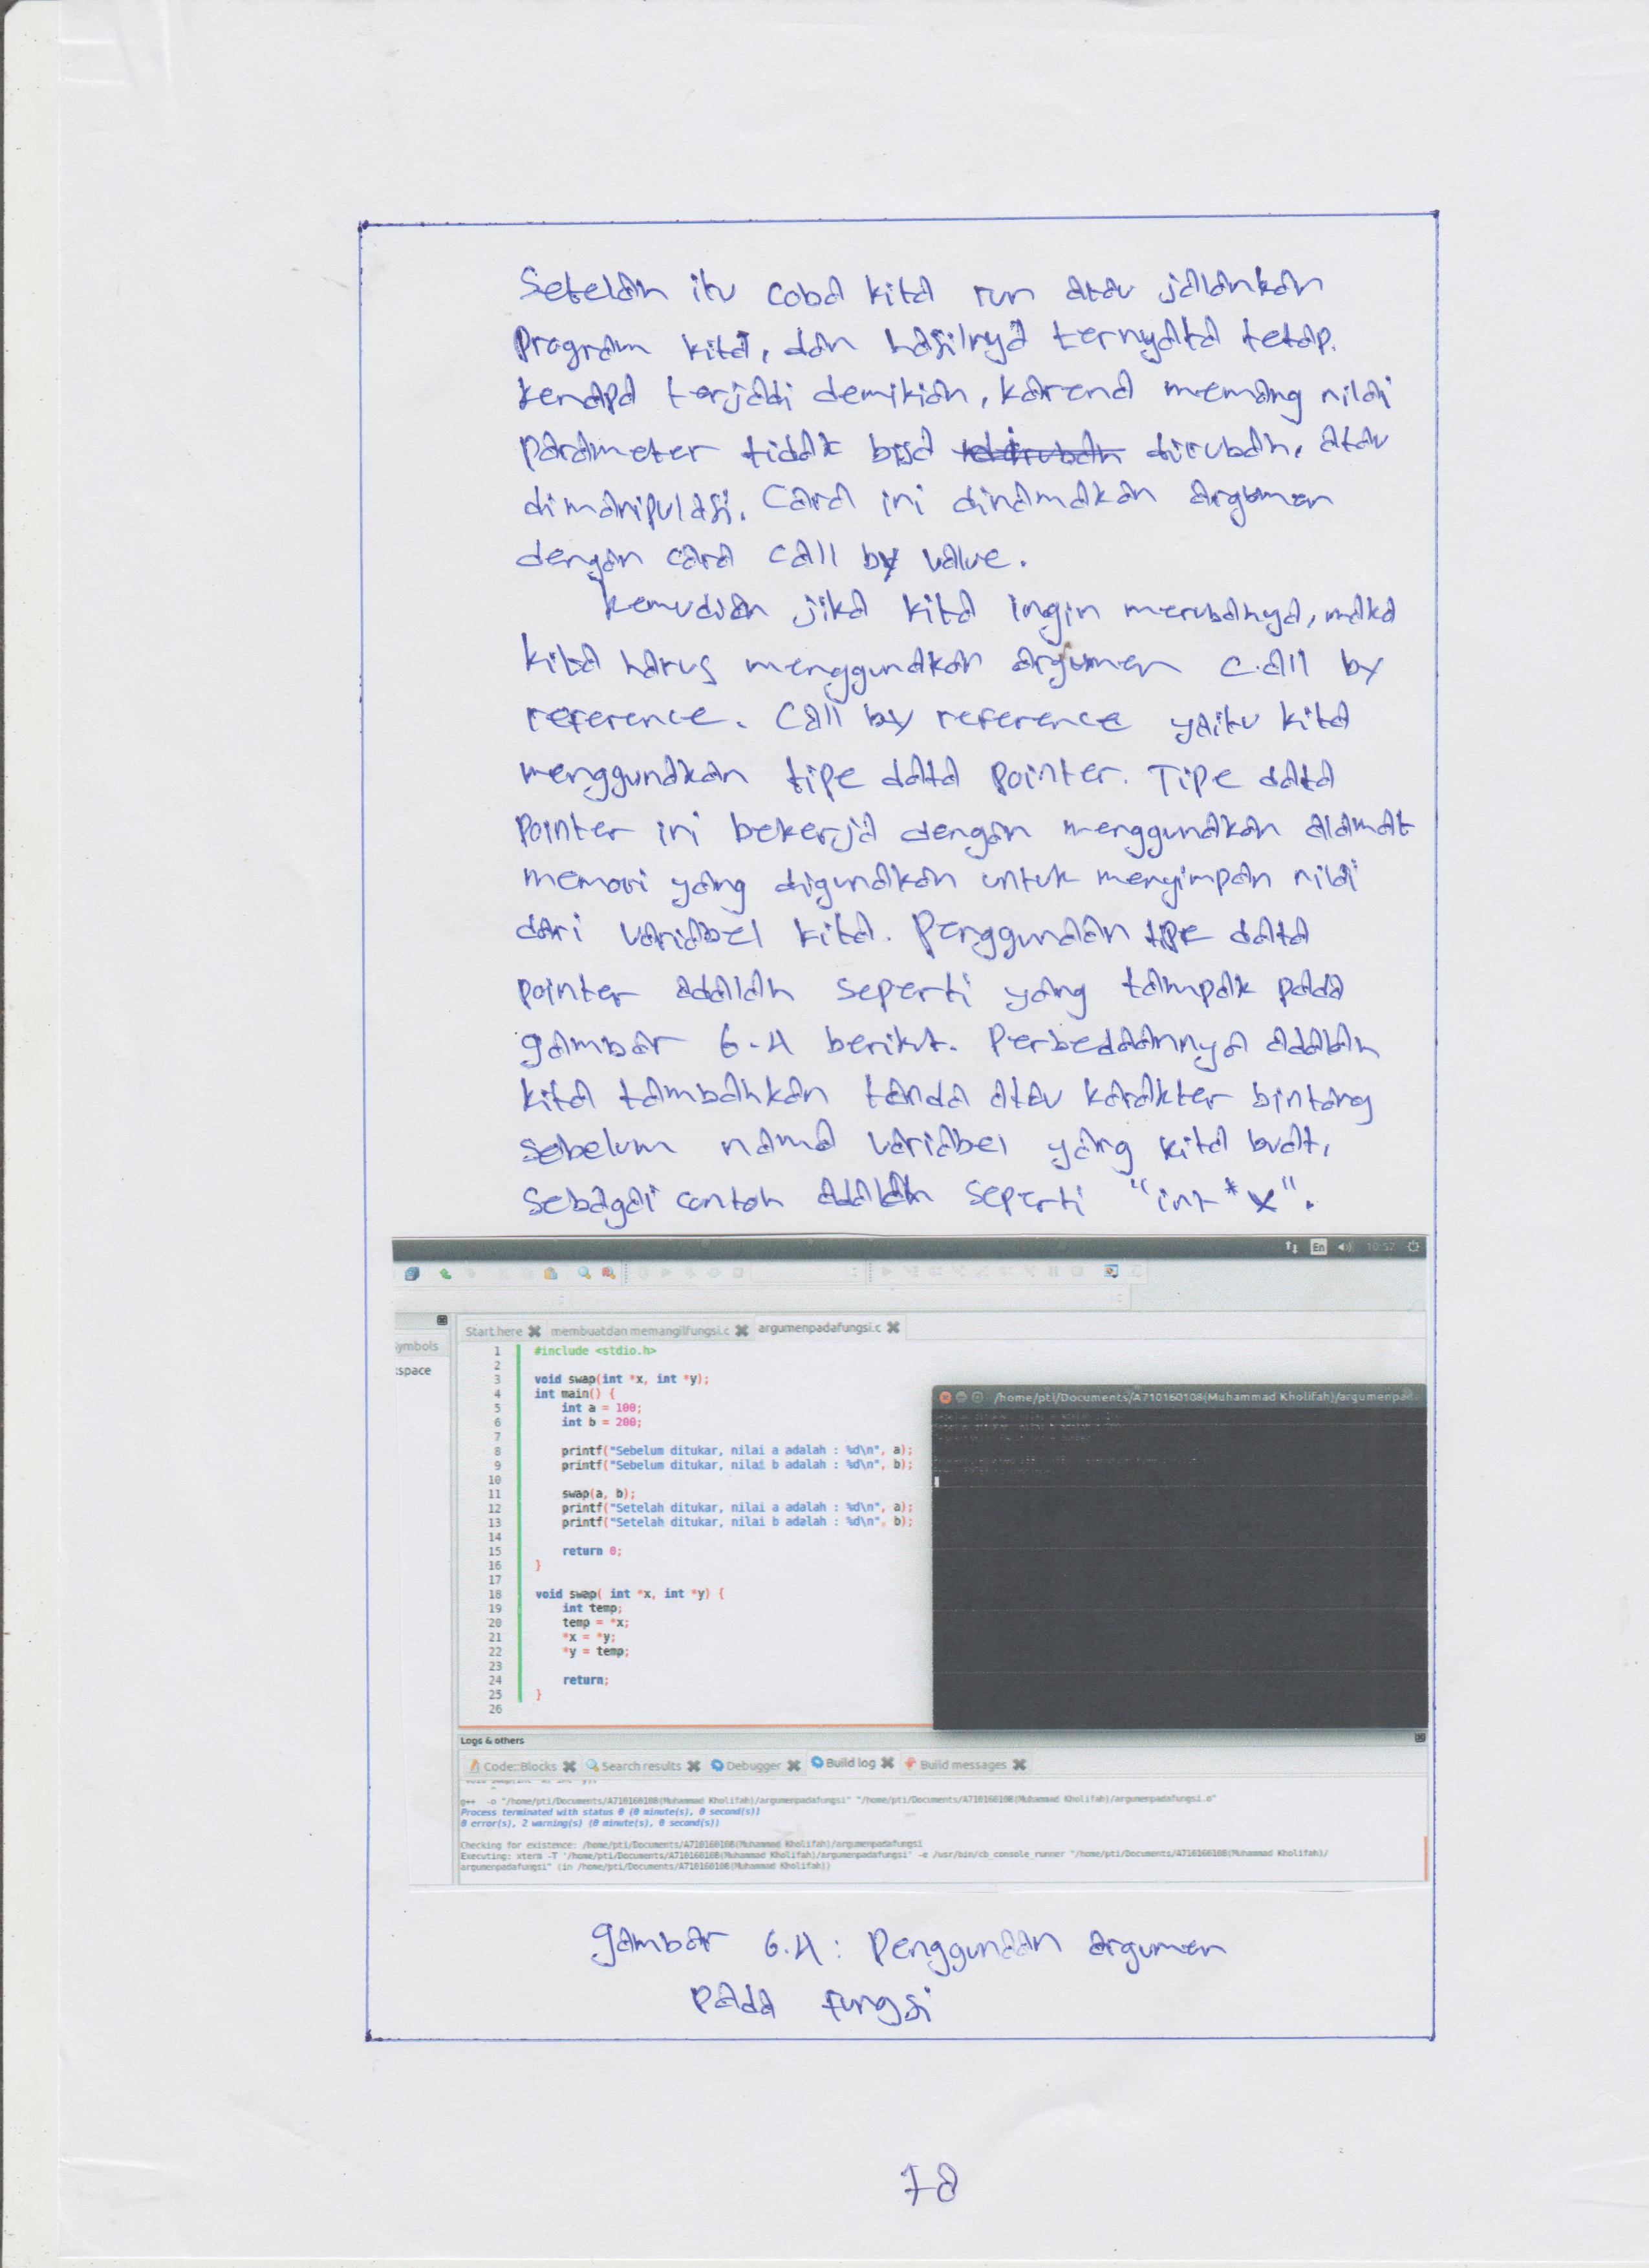 Setelah itu coba kita run atau jalankan
program kita, dan hasilnya ternyata tetap.
kenapa terjadi demikian, karena memang nilai
parameter tidak bisa dirubah, atau
dimanipulasi. Cara ini dinamakan argumen
dengan cara call by value.
kemudian jika kita ingin merubahnya, maka
kita harus menggunakan argumen call by
reference. Call by reference yaitu kita
menggunakan tipe data pointer. Tipe data
pointer ini bekerja dengan menggunakan alamat
memori yang digunakan untuk menyimpan nilai
dari variabel kita. Penggunaan tipe data
pointer adalah seperti yang tampak pada
gambar 6.4 berikut. Perbedaannya adalah
kita tambahkan tanda atau karakter bintang
sebelum nama variabel yang kita buat,
sebagai contoh adalah seperti "int *x".
En 10:52
Start here membuatdan memangilfungsi.c argumenpadafungsi.c
ymbols
kspace
1 #include <stdio.h>
2
3 void swap(int *x, int *y);
4 int main() {
5 int a = 100;
6 int b = 200;
7
8 printf("Sebelum ditukar, nilai a adalah : %d\n", a);
9 printf("Sebelum ditukar, nilai b adalah : %d\n", b);
10
11 swap(a, b);
12 printf("Setelah ditukar, nilai a adalah : %d\n", a);
13 printf("Setelah ditukar, nilai b adalah : %d\n", b);
14
15 return 0;
16 }
17
18 void swap( int *x, int *y) {
19 int temp;
20 temp = *x;
21 *x = *y;
22 *y = temp;
23
24 return;
25 }
26
/home/pti/Documents/A710160108(Muhammad Kholifah)/argumenpad
Logs & others
Code::Blocks Search results Debugger Build log Build messages
g++ -o "/home/pti/Documents/A710160108(Muhammad Kholifah)/argumenpadafungsi" "/home/pti/Documents/A710160108(Muhammad Kholifah)/argumenpadafungsi.o"
Process terminated with status 0 (0 minute(s), 0 second(s))
0 error(s), 2 warning(s) (0 minute(s), 0 second(s))
Checking for existence: /home/pti/Documents/A710160108(Muhammad Kholifah)/argumenpadafungsi
Executing: xterm -T '/home/pti/Documents/A710160108(Muhammad Kholifah)/argumenpadafungsi' -e /usr/bin/cb_console_runner "/home/pti/Documents/A710160108(Muhammad Kholifah)/
argumenpadafungsi" (in /home/pti/Documents/A710160108(Muhammad Kholifah))
gambar 6.4 : Penggunaan argumen
pada fungsi
78